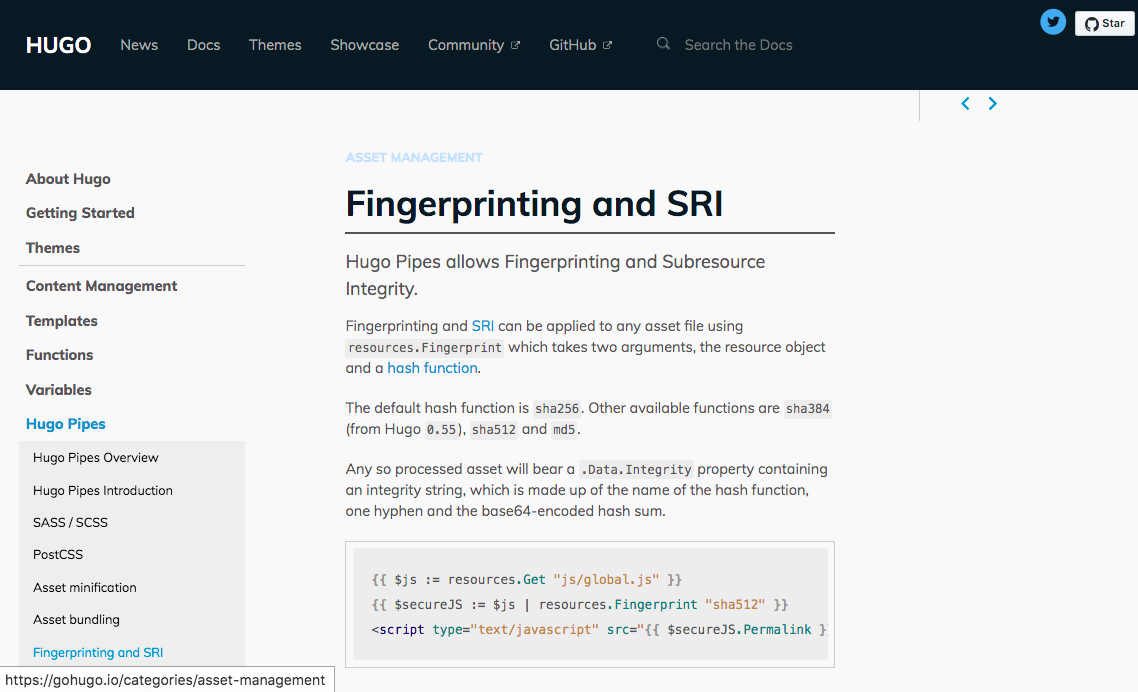 HUGO News Docs Themes Showcase Community GitHub Search the Docs Star
About Hugo
Getting Started
Themes
Content Management
Templates
Functions
Variables
Hugo Pipes
Hugo Pipes Overview
Hugo Pipes Introduction
SASS / SCSS
PostCSS
Asset minification
Asset bundling
Fingerprinting and SRI
ASSET MANAGEMENT
Fingerprinting and SRI
Hugo Pipes allows Fingerprinting and Subresource
Integrity.
Fingerprinting and SRI can be applied to any asset file using
resources.Fingerprint which takes two arguments, the resource object
and a hash function.
The default hash function is sha256. Other available functions are sha384
(from Hugo 0.55), sha512 and md5.
Any so processed asset will bear a .Data.Integrity property containing
an integrity string, which is made up of the name of the hash function,
one hyphen and the base64-encoded hash sum.
{{ $js := resources.Get "js/global.js" }}
{{ $secureJS := $js | resources.Fingerprint "sha512" }}
<script type="text/javascript" src="{{ $secureJS.Permalink }
https://gohugo.io/categories/asset-management